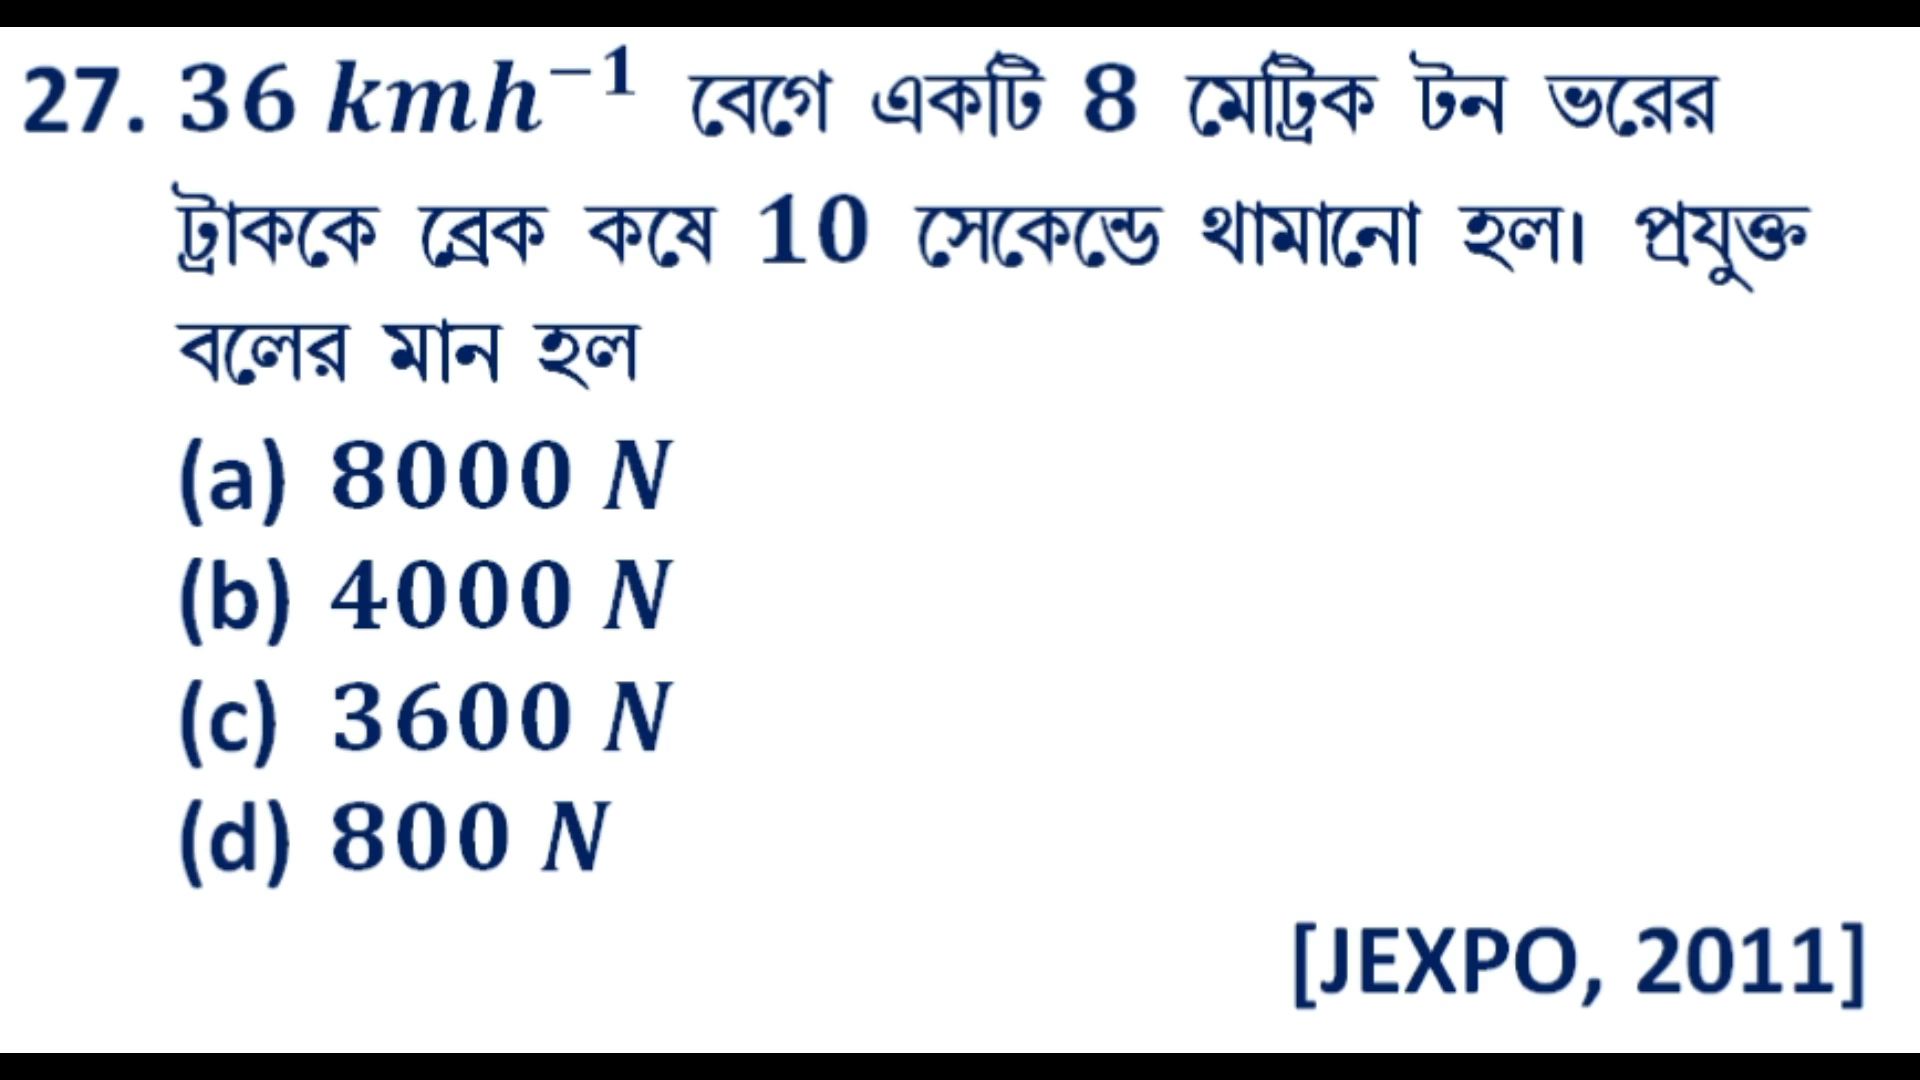 27. 36 kmh⁻¹ বেগে একটি 8 মেট্রিক টন ভরের
ট্রাককে ব্রেক কষে 10 সেকেন্ডে থামানো হল। প্রযুক্ত
বলের মান হল
(a) 8000 N
(b) 4000 N
(c) 3600 N
(d) 800 N
[JEXPO, 2011]